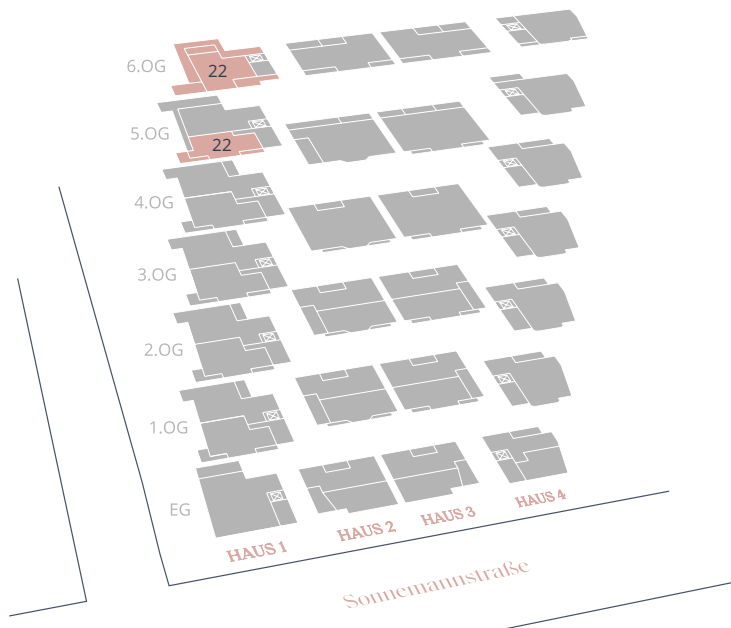 6.OG
22
5.OG
22
4.OG
3.OG
2.OG
1.OG
EG
HAUS 1
HAUS 2
HAUS 3
HAUS 4
Sonnemannstraße